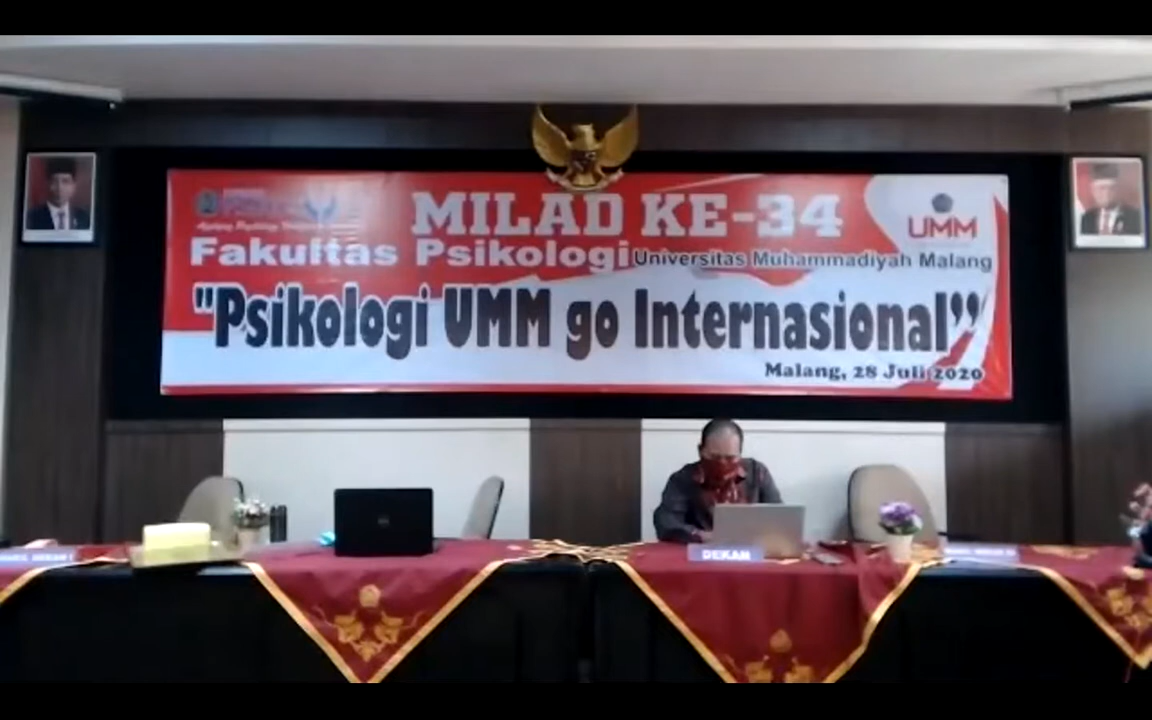 MILAD KE-34
UMM
Fakultas Psikologi Universitas Muhammadiyah Malang
"Psikologi UMM go Internasional”
Malang, 28 Juli 2020
DEKAN